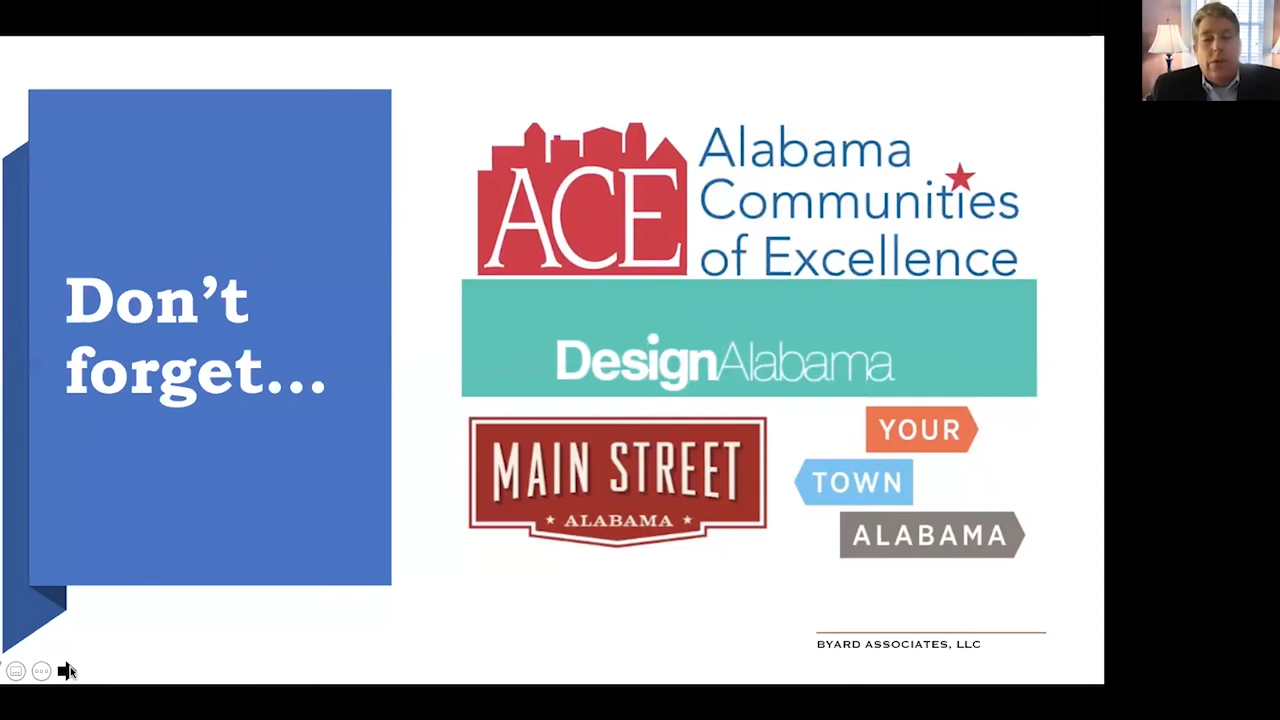 Don’t
forget…
ACE
Alabama
Communities
of Excellence
DesignAlabama
MAIN STREET
ALABAMA
YOUR
TOWN
ALABAMA
BYARD ASSOCIATES, LLC